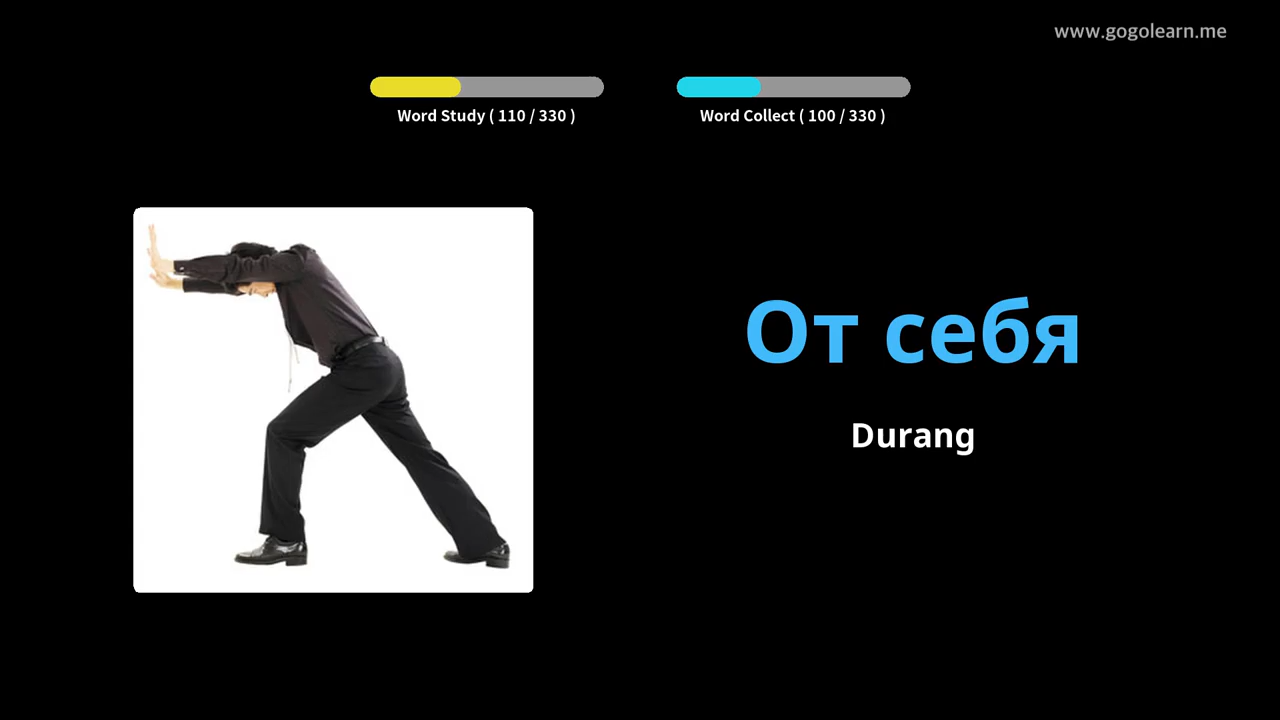 www.gogolearn.me
Word Study ( 110 / 330 )
Word Collect ( 100 / 330 )
От себя
Durang